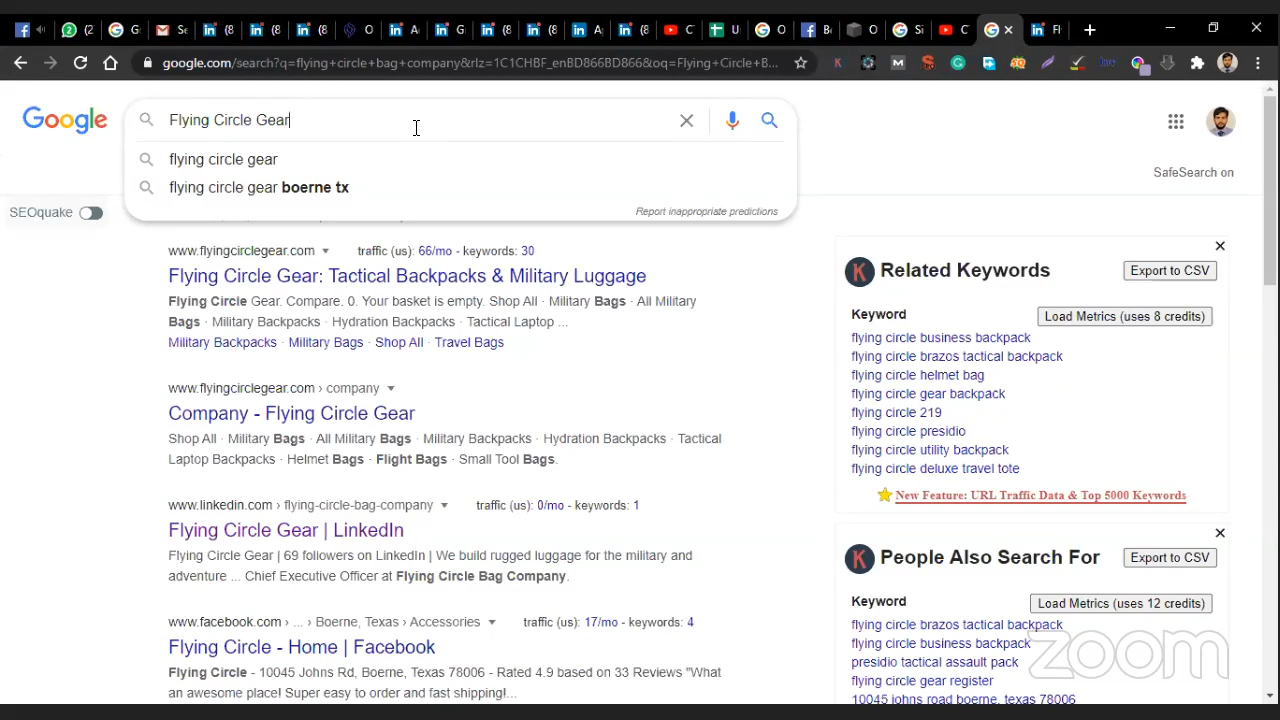 (2
G
Se
(8
(8
(8
O
A
G
(8
(8
A
(8
C
U
O
B
O
Si
C
G
Fl
google.com/search?q=flying+circle+bag+company&rlz=1C1CHBF_enBD866BD866&oq=Flying+Circle+B...
Google
Flying Circle Gear
flying circle gear
flying circle gear boerne tx
Report inappropriate predictions
SafeSearch on
SEOquake
www.flyingcirclegear.com traffic (us): 66/mo - keywords: 30
Flying Circle Gear: Tactical Backpacks & Military Luggage
Flying Circle Gear. Compare. 0. Your basket is empty. Shop All · Military Bags · All Military
Bags · Military Backpacks · Hydration Backpacks · Tactical Laptop ...
Military Backpacks · Military Bags · Shop All · Travel Bags
www.flyingcirclegear.com › company
Company - Flying Circle Gear
Shop All · Military Bags · All Military Bags · Military Backpacks · Hydration Backpacks · Tactical
Laptop Backpacks · Helmet Bags · Flight Bags · Small Tool Bags.
www.linkedin.com › flying-circle-bag-company traffic (us): 0/mo - keywords: 1
Flying Circle Gear | LinkedIn
Flying Circle Gear | 69 followers on LinkedIn | We build rugged luggage for the military and
adventure ... Chief Executive Officer at Flying Circle Bag Company.
www.facebook.com › ... › Boerne, Texas › Accessories traffic (us): 17/mo - keywords: 4
Flying Circle - Home | Facebook
Flying Circle - 10045 Johns Rd, Boerne, Texas 78006 - Rated 4.9 based on 33 Reviews "What
an awesome place! Super easy to order and fast shipping!...
K Related Keywords
Export to CSV
Keyword
Load Metrics (uses 8 credits)
flying circle business backpack
flying circle brazos tactical backpack
flying circle helmet bag
flying circle gear backpack
flying circle 219
flying circle presidio
flying circle utility backpack
flying circle deluxe travel tote
New Feature: URL Traffic Data & Top 5000 Keywords
K People Also Search For
Export to CSV
Keyword
Load Metrics (uses 12 credits)
flying circle brazos tactical backpack
flying circle business backpack
presidio tactical assault pack
flying circle gear register
10045 johns road boerne, texas 78006
zoom